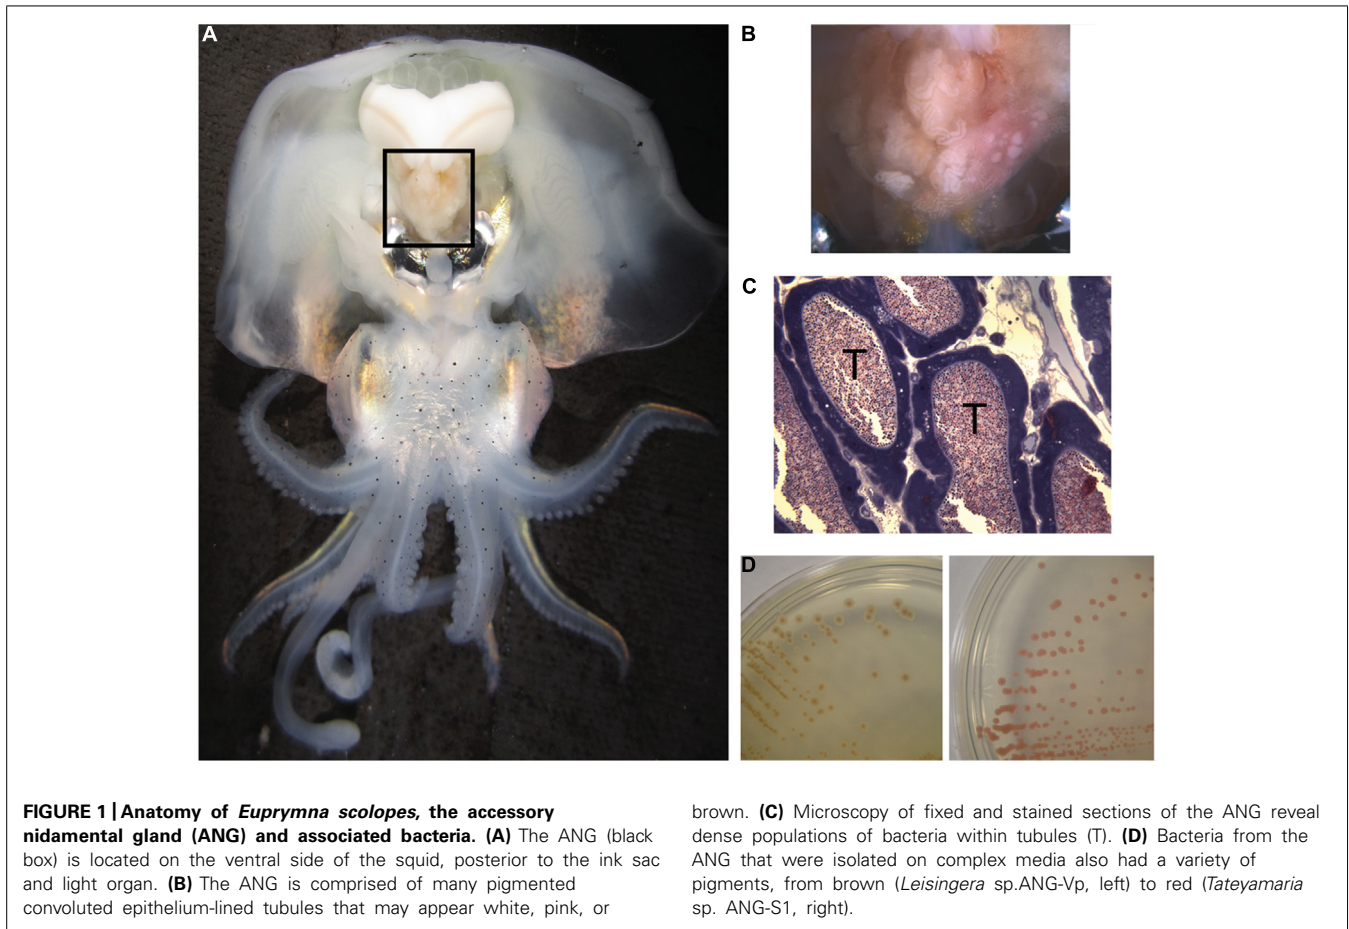 A
B
C
T
T
D
FIGURE 1 | Anatomy of Euprymna scolopes, the accessory
nidamental gland (ANG) and associated bacteria. (A) The ANG (black
box) is located on the ventral side of the squid, posterior to the ink sac
and light organ. (B) The ANG is comprised of many pigmented
convoluted epithelium-lined tubules that may appear white, pink, or
brown. (C) Microscopy of fixed and stained sections of the ANG reveal
dense populations of bacteria within tubules (T). (D) Bacteria from the
ANG that were isolated on complex media also had a variety of
pigments, from brown (Leisingera sp.ANG-Vp, left) to red (Tateyamaria
sp. ANG-S1, right).